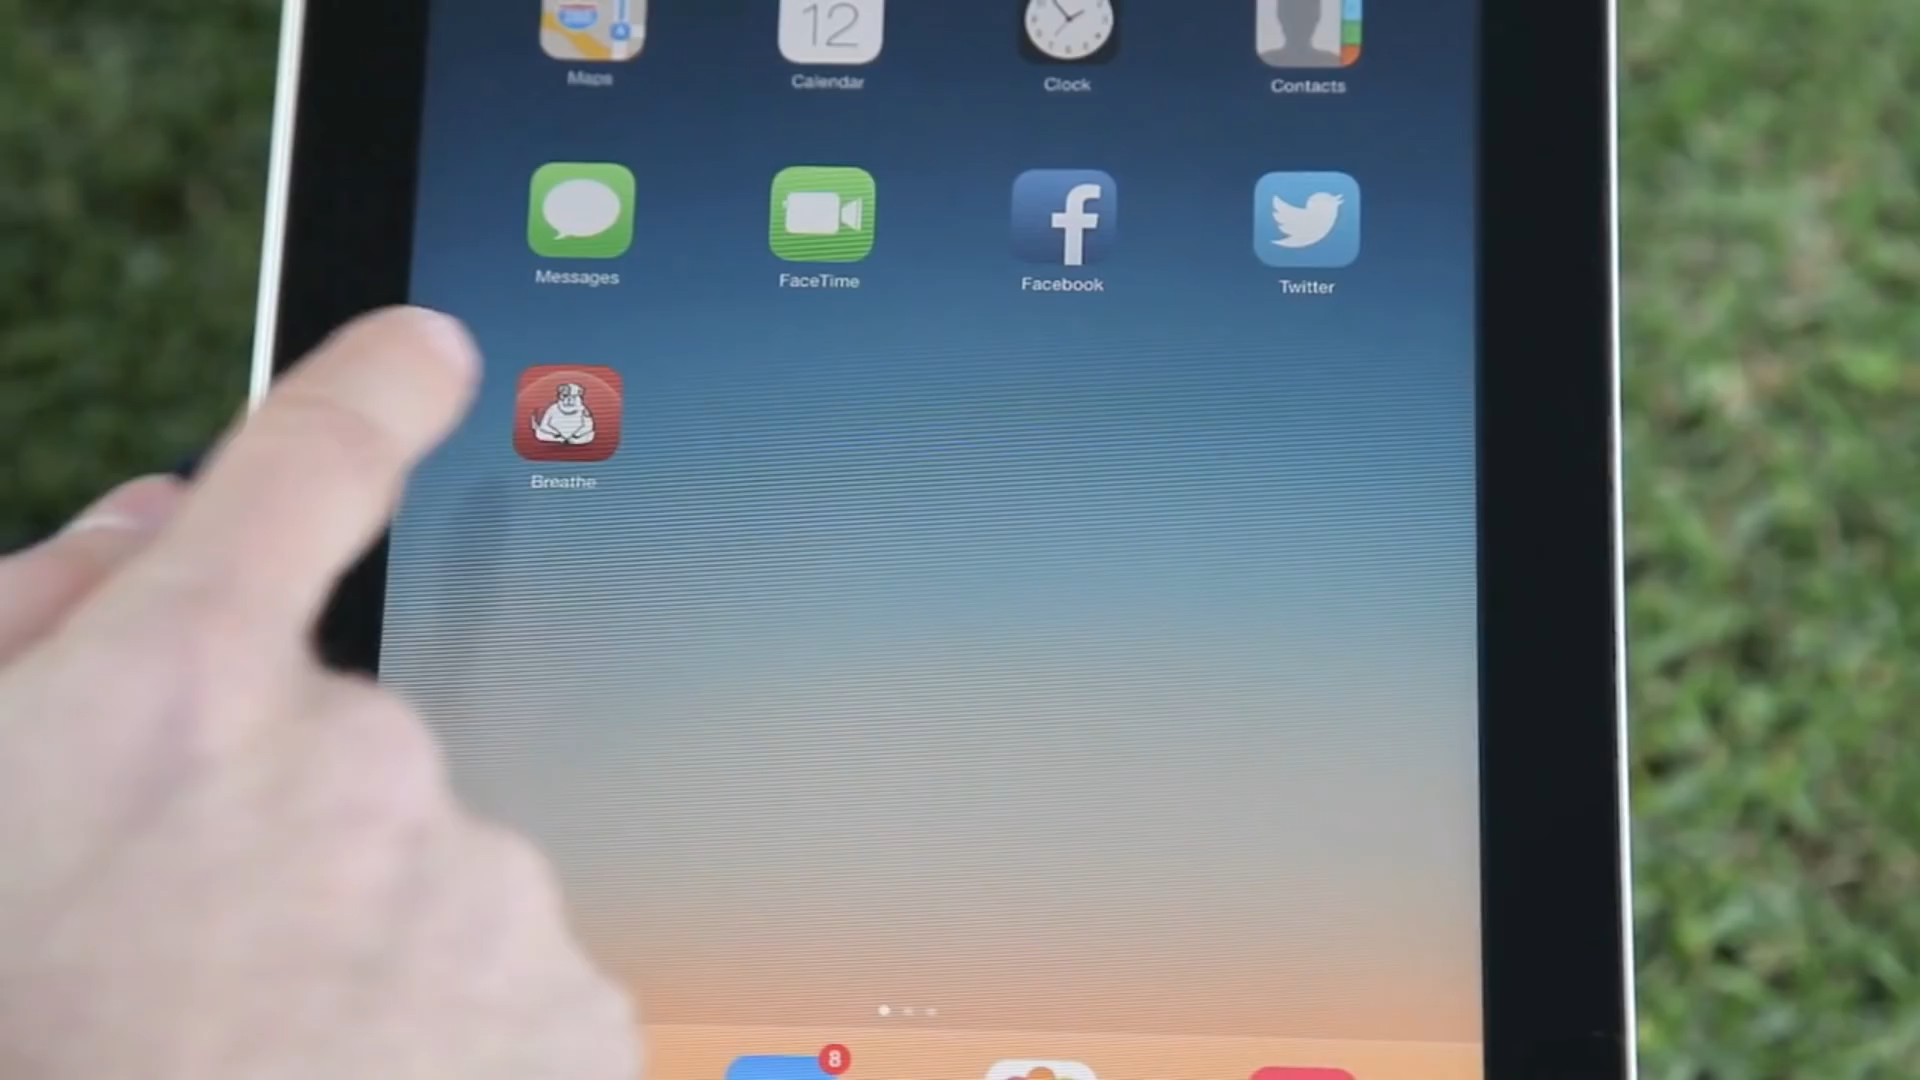 12
Maps Calendar Clock Contacts
Messages FaceTime Facebook Twitter
Breathe
8